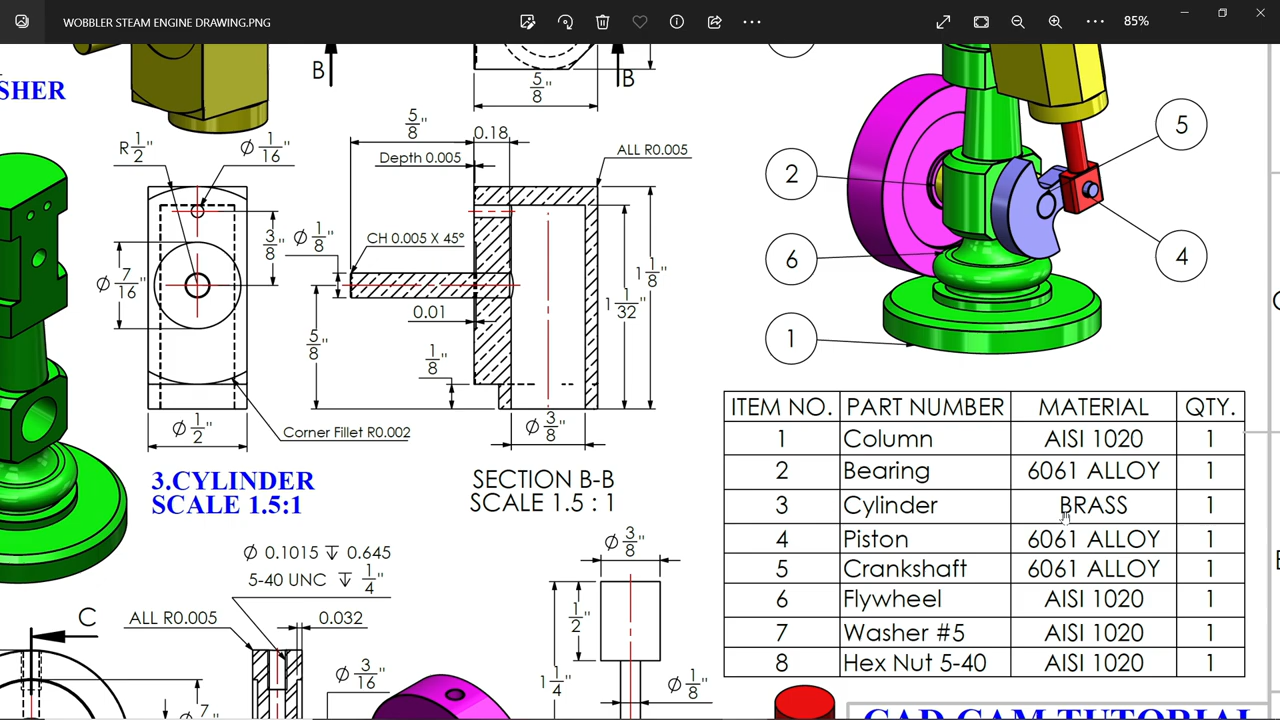 WOBBLER STEAM ENGINE DRAWING.PNG
85%
SHER
B
B
5/8"
5/8"
0.18
Depth 0.005
ALL R0.005
R1/2"
Ø 1/16"
3/8"
Ø 1/8"
CH 0.005 X 45°
Ø 7/16"
0.01
1 1/8"
1 1/32"
5/8"
1/8"
Ø 3/8"
Ø 1/2"
Corner Fillet R0.002
3.CYLINDER
SCALE 1.5:1
SECTION B-B
SCALE 1.5 : 1
5
2
6
4
1
ITEM NO. PART NUMBER MATERIAL QTY.
1 Column AISI 1020 1
2 Bearing 6061 ALLOY 1
3 Cylinder BRASS 1
4 Piston 6061 ALLOY 1
5 Crankshaft 6061 ALLOY 1
6 Flywheel AISI 1020 1
7 Washer #5 AISI 1020 1
8 Hex Nut 5-40 AISI 1020 1
Ø 0.1015 ↧ 0.645
5-40 UNC ↧ 1/4"
C
ALL R0.005
0.032
Ø 3/16"
Ø 3/8"
1/2"
1 1/4"
Ø 1/8"
CAD CAM TUTORIAL